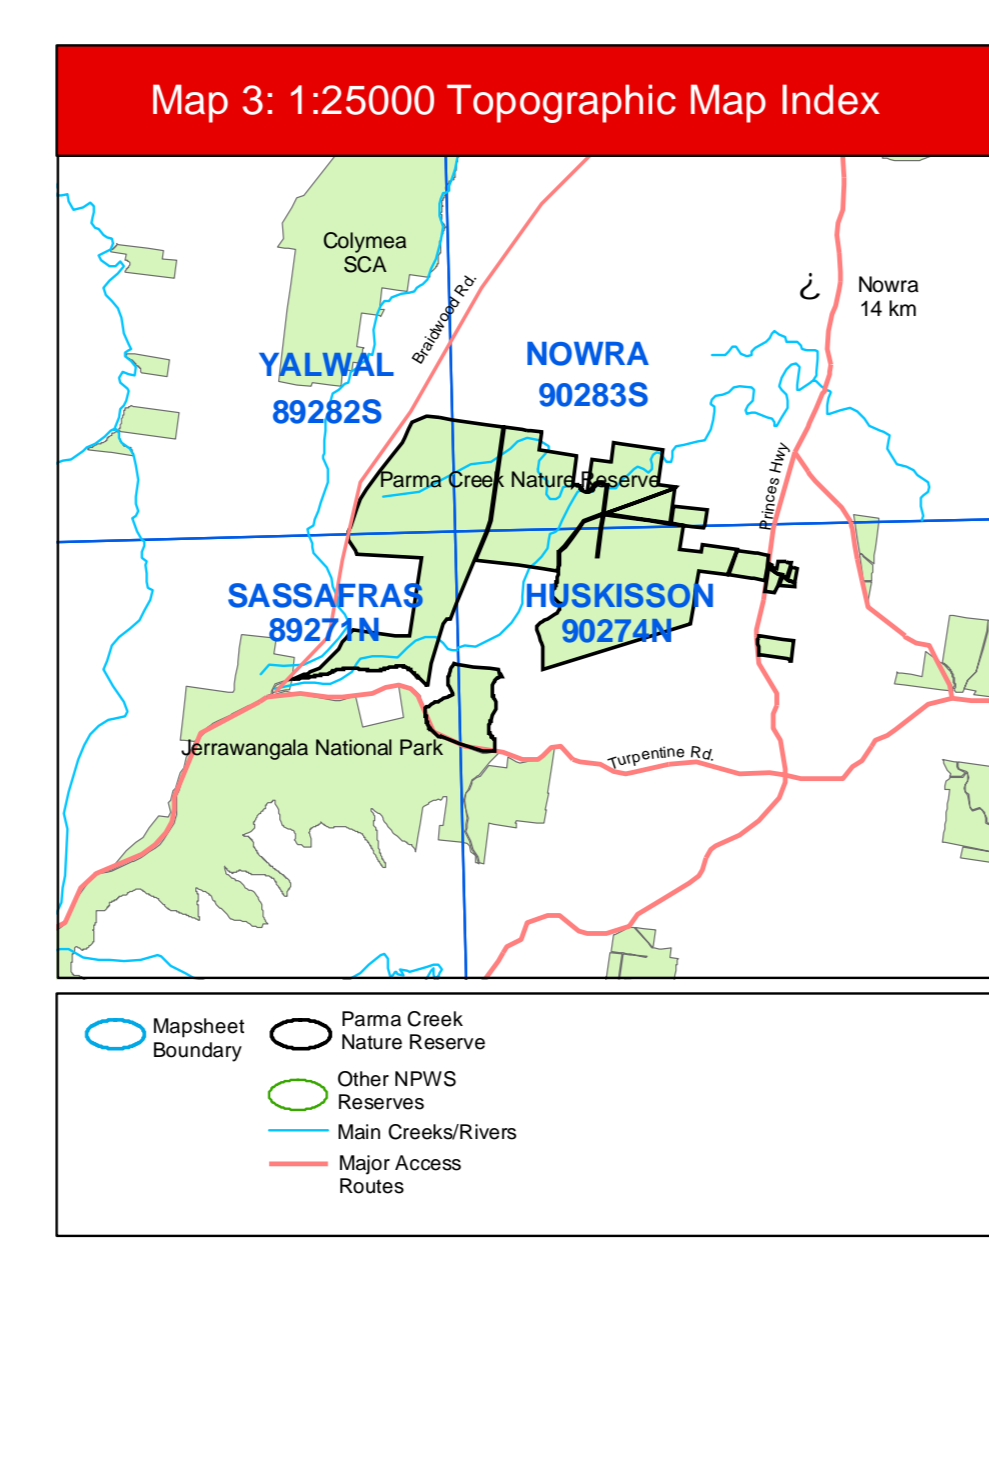 Map 3: 1:25000 Topographic Map Index
Colymea
SCA
Braidwood Rd.
¿
Nowra
14 km
YALWAL
89282S
NOWRA
90283S
Parma Creek Nature Reserve
Princes Hwy
SASSAFRAS
89271N
HUSKISSON
90274N
Jerrawangala National Park
Turpentine Rd.
Mapsheet
Boundary
Parma Creek
Nature Reserve
Other NPWS
Reserves
Main Creeks/Rivers
Major Access
Routes